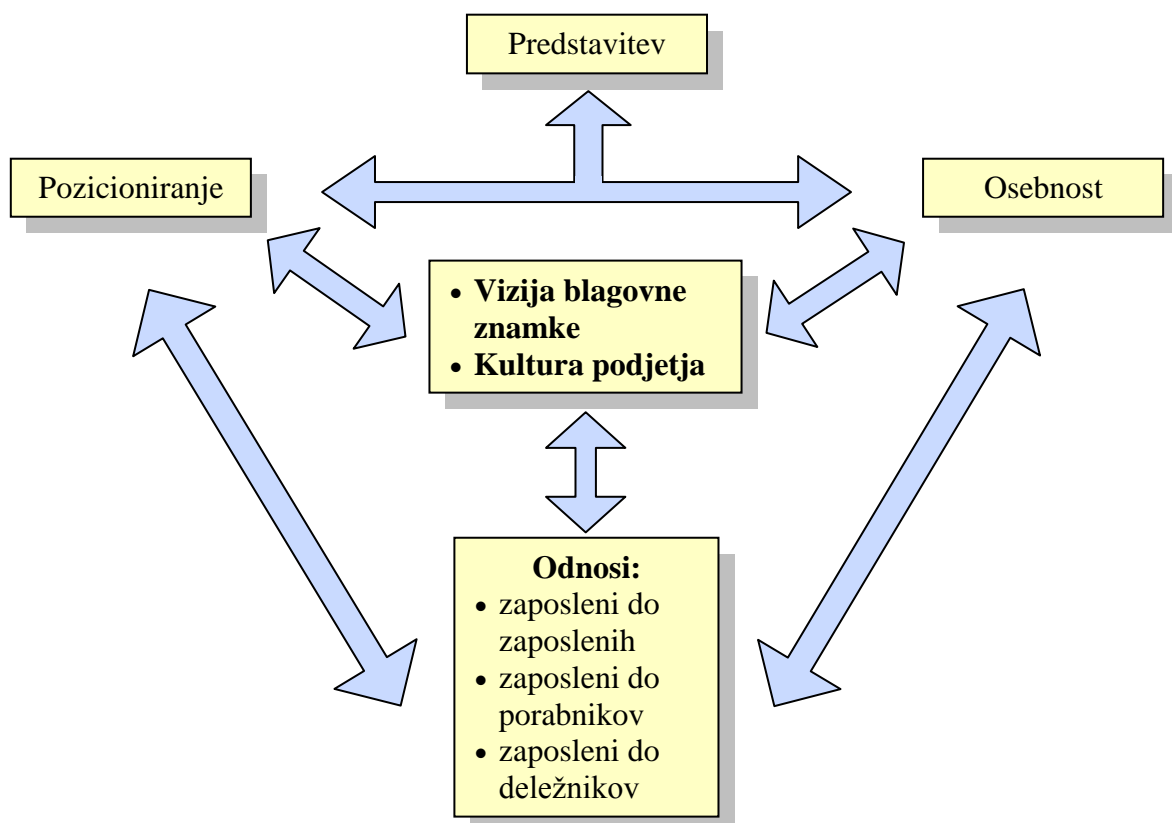 Predstavitev
Pozicioniranje
Osebnost
• Vizija blagovne
znamke
• Kultura podjetja
Odnosi:
• zaposleni do
zaposlenih
• zaposleni do
porabnikov
• zaposleni do
deležnikov